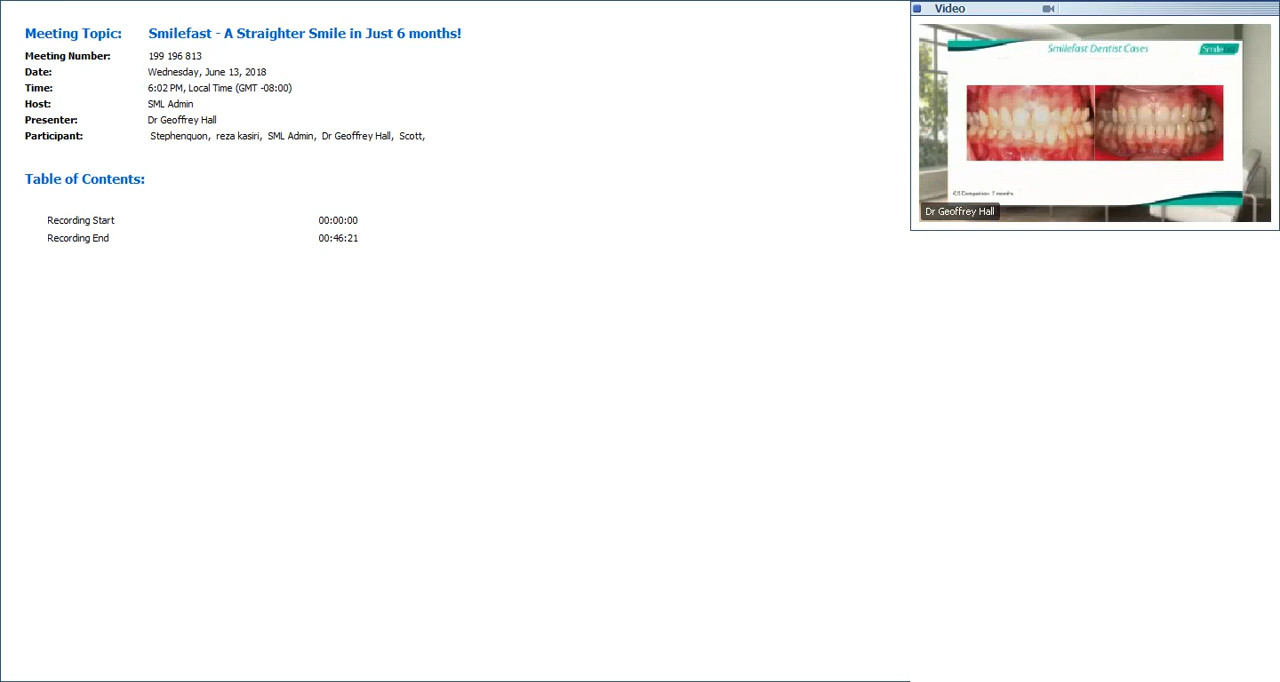 Meeting Topic: Smilefast - A Straighter Smile in Just 6 months!
Meeting Number: 199 196 813
Date: Wednesday, June 13, 2018
Time: 6:02 PM, Local Time (GMT -08:00)
Host: SML Admin
Presenter: Dr Geoffrey Hall
Participant: Stephenquon, reza kasiri, SML Admin, Dr Geoffrey Hall, Scott,
Table of Contents:
Recording Start 00:00:00
Recording End 00:46:21
Video
Smilefast Dentist Cases
Comparison 7 months
Dr Geoffrey Hall